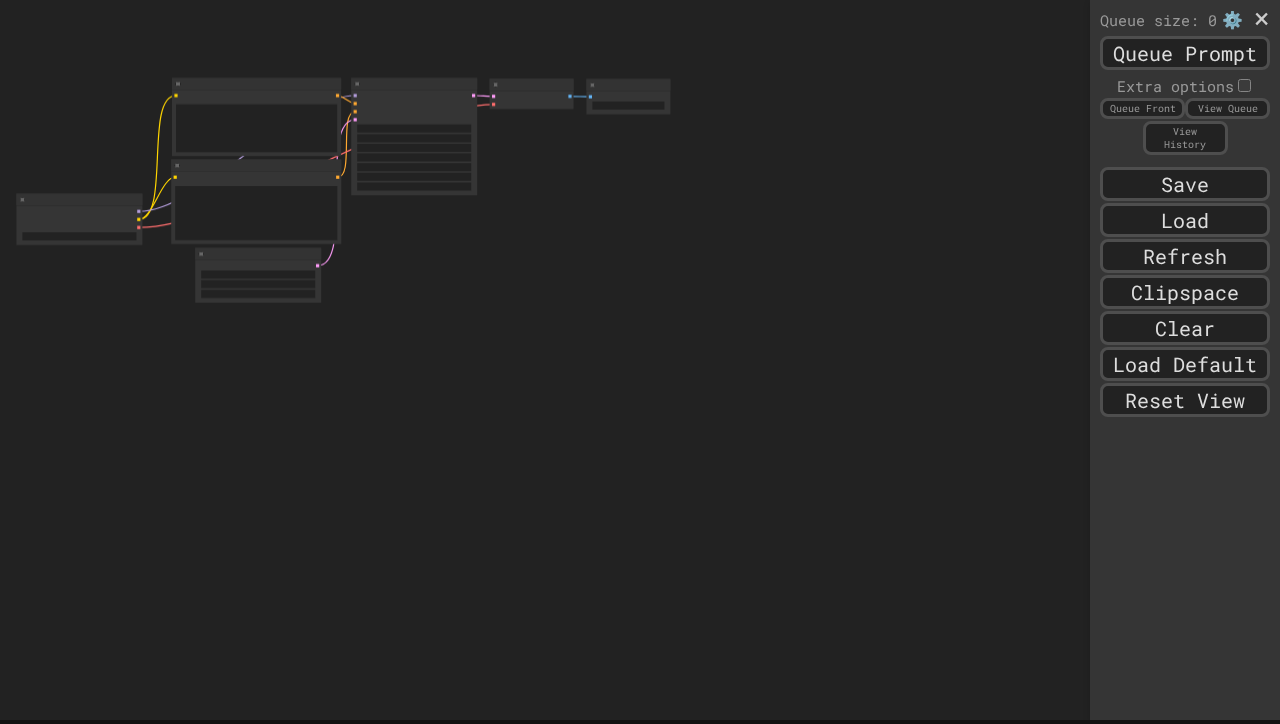 Queue size: 0
Queue Prompt
Extra options
Queue Front
View Queue
View
History
Save
Load
Refresh
Clipspace
Clear
Load Default
Reset View